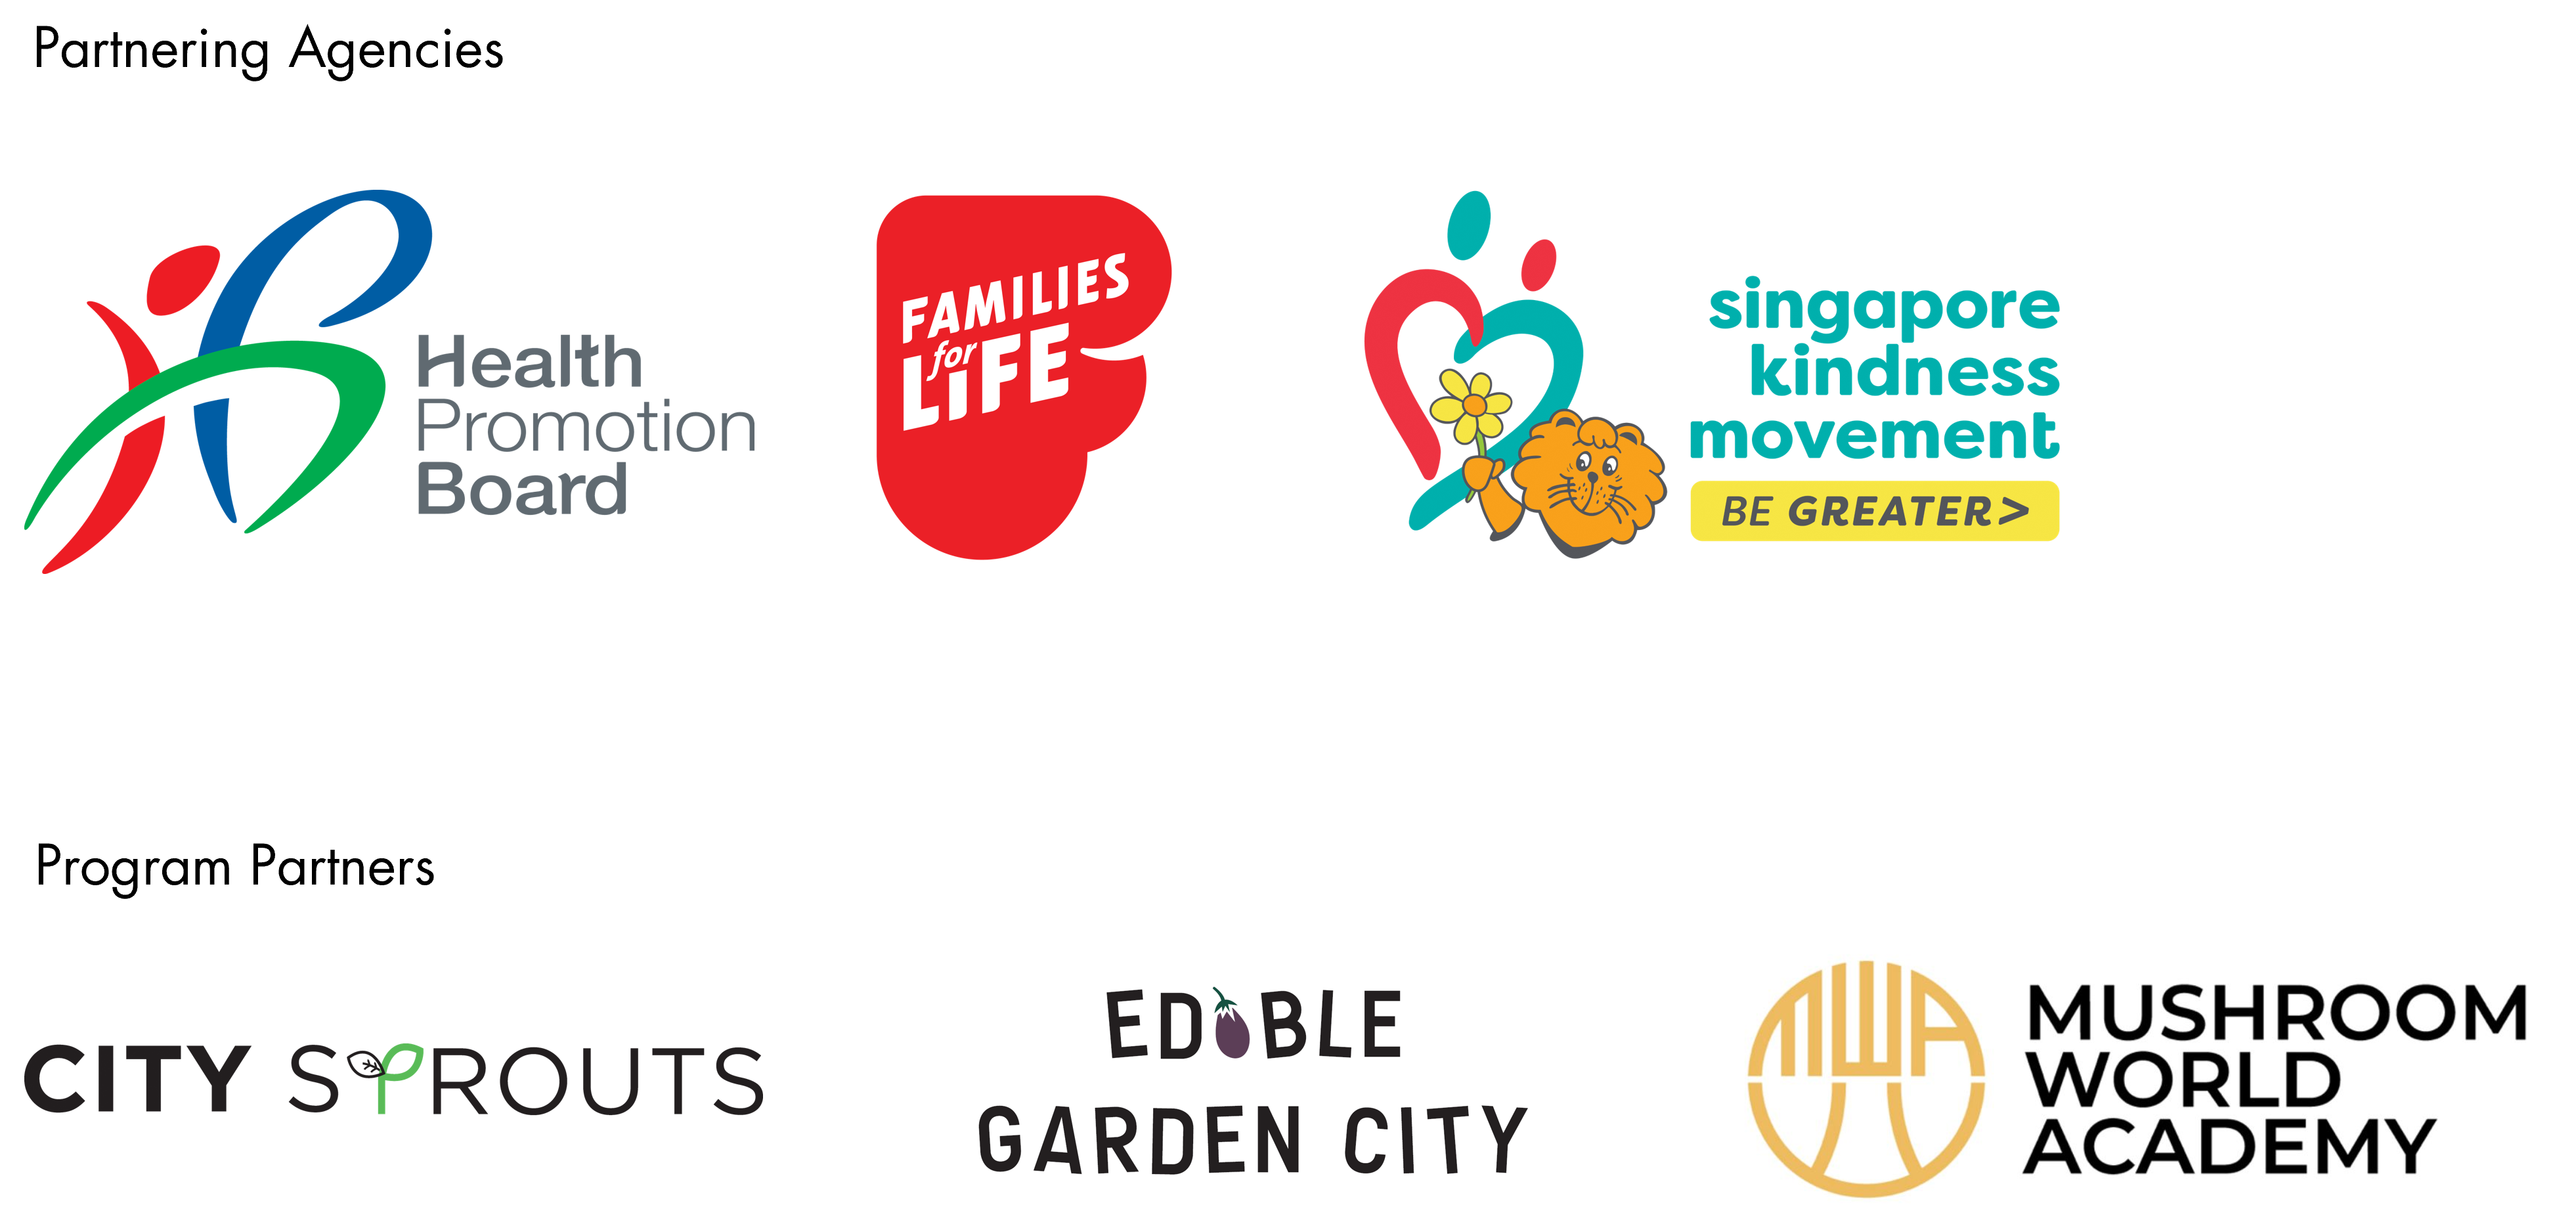 Partnering Agencies
Health
Promotion
Board
FAMILIES
for
LiFE
singapore
kindness
movement
BE GREATER>
Program Partners
CITY SPROUTS
EDIBLE
GARDEN CITY
MWA
MUSHROOM
WORLD
ACADEMY